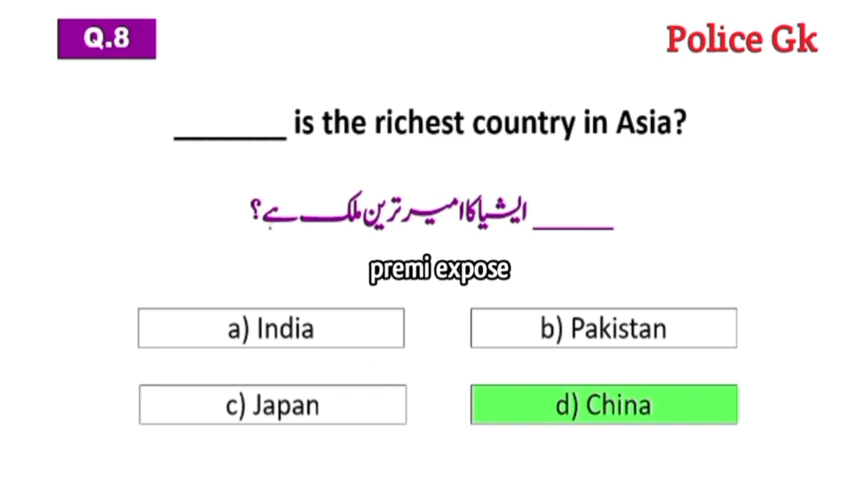 Q.8
Police Gk
_______ is the richest country in Asia?
_____ ایشیا کا امیر ترین ملک ہے؟
premi expose
a) India
b) Pakistan
c) Japan
d) China